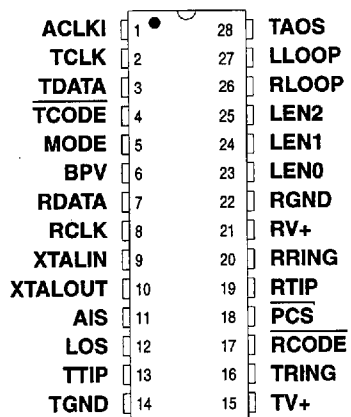 ACLKI 1 28 TAOS
TCLK 2 27 LLOOP
TDATA 3 26 RLOOP
TCODE 4 25 LEN2
MODE 5 24 LEN1
BPV 6 23 LEN0
RDATA 7 22 RGND
RCLK 8 21 RV+
XTALIN 9 20 RRING
XTALOUT 10 19 RTIP
AIS 11 18 PCS
LOS 12 17 RCODE
TTIP 13 16 TRING
TGND 14 15 TV+